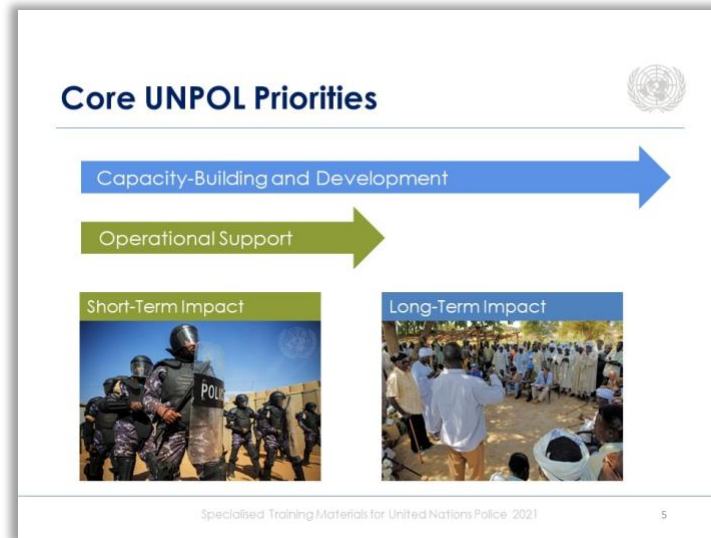 Core UNPOL Priorities
Capacity-Building and Development
Operational Support
Short-Term Impact
Long-Term Impact
POLICE
Specialised Training Materials for United Nations Police 2021
5